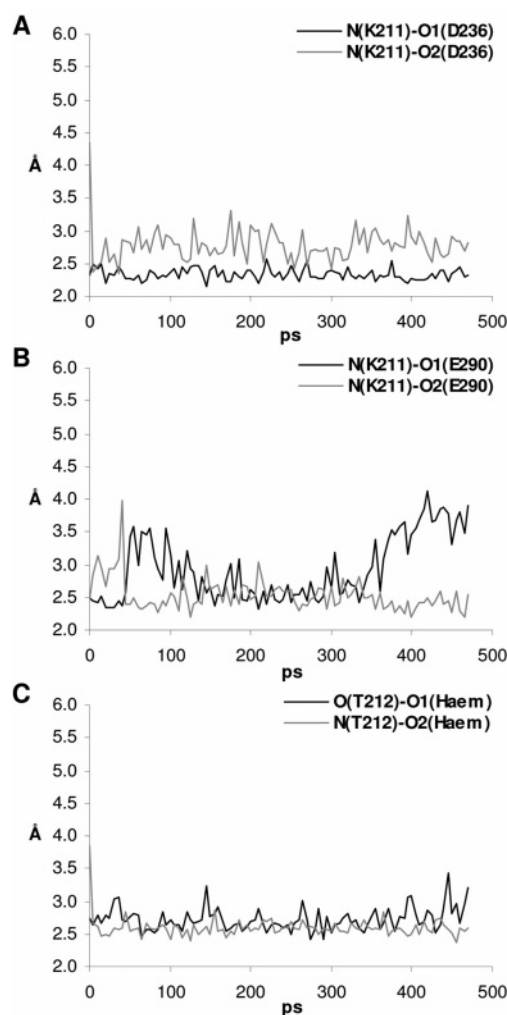 A
N(K211)-O1(D236)
N(K211)-O2(D236)
6.0
5.5
5.0
4.5
4.0
Å
3.5
3.0
2.5
2.0
0 100 200 300 400 500
ps
B
N(K211)-O1(E290)
N(K211)-O2(E290)
6.0
5.5
5.0
4.5
4.0
Å
3.5
3.0
2.5
2.0
0 100 200 300 400 500
ps
C
O(T212)-O1(Haem)
N(T212)-O2(Haem)
6.0
5.5
5.0
4.5
4.0
Å
3.5
3.0
2.5
2.0
0 100 200 300 400 500
ps